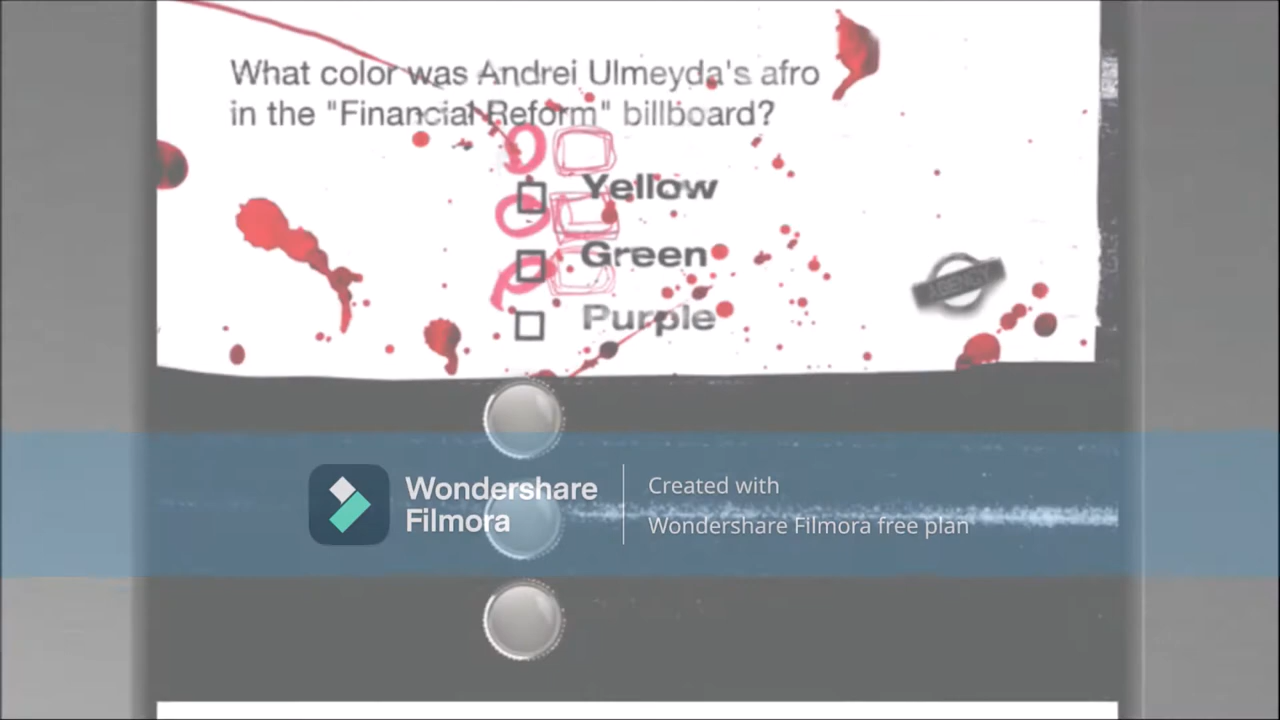 What color was Andrei Ulmeyda's afro
in the "Financial Reform" billboard?
Yellow
Green
Purple
AGENCY
Wondershare
Filmora
Created with
Wondershare Filmora free plan